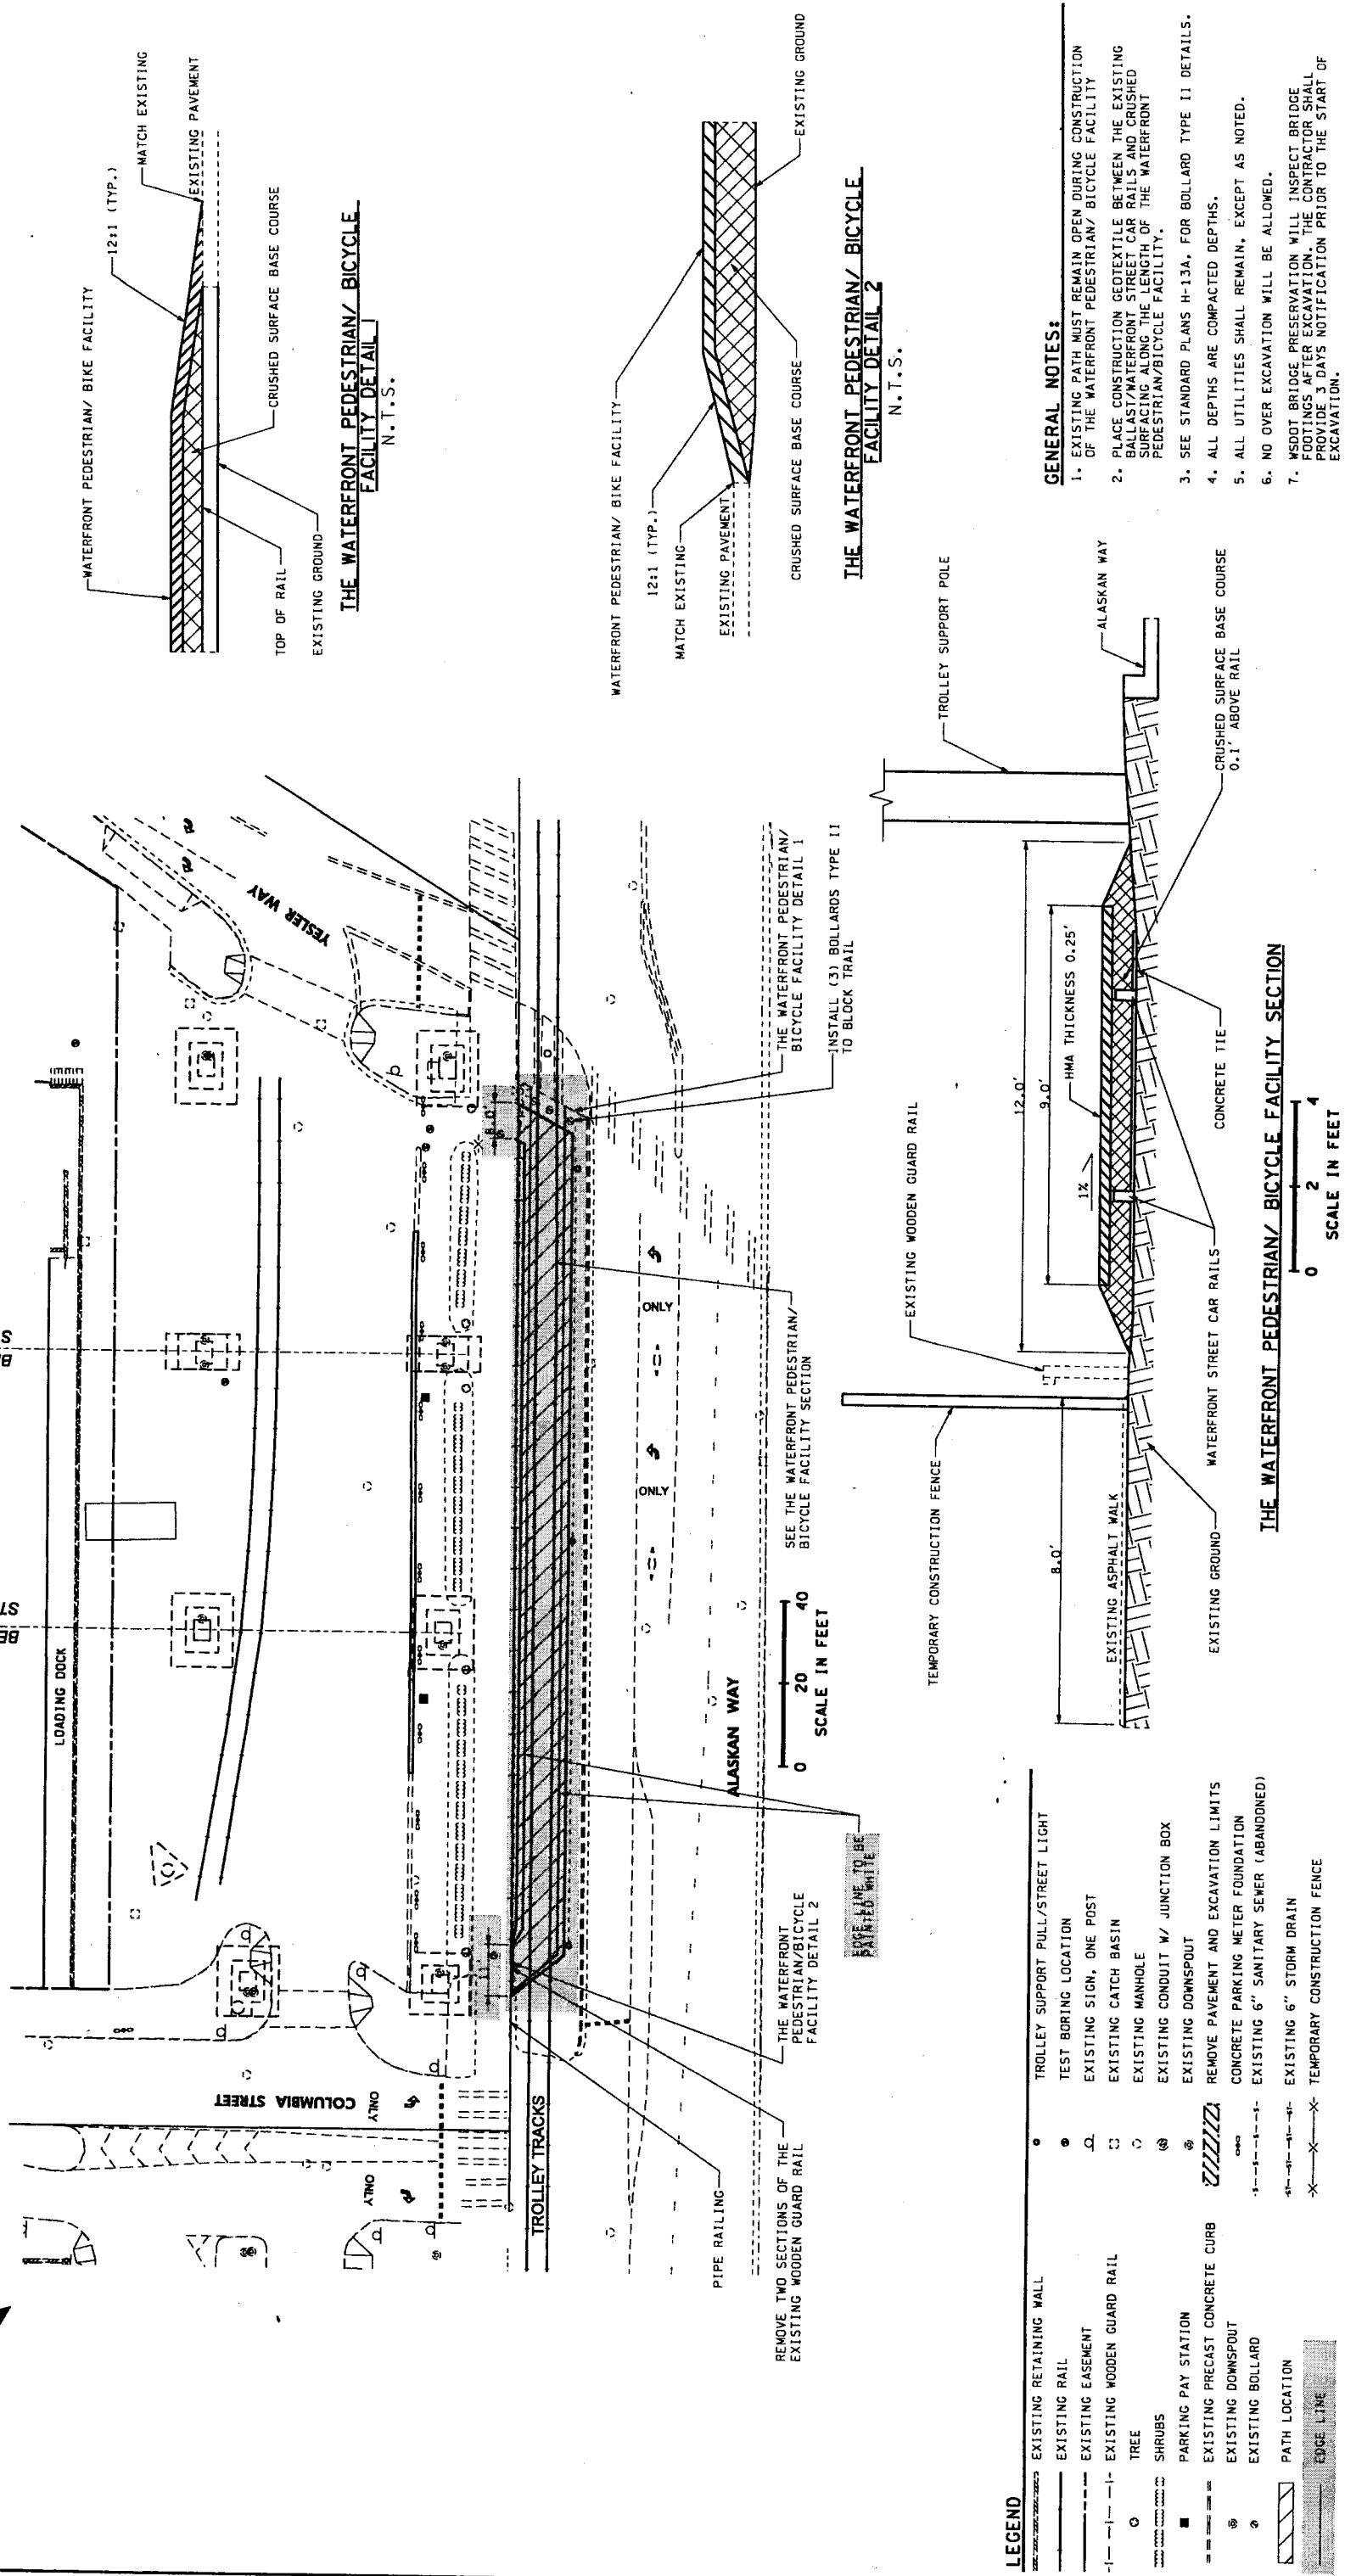 LOADING DOCK
YESLER WAY
COLUMBIA STREET
ONLY
ONLY
TROLLEY TRACKS
PIPE RAILING
REMOVE TWO SECTIONS OF THE
EXISTING WOODEN GUARD RAIL
THE WATERFRONT
PEDESTRIAN/BICYCLE
FACILITY DETAIL 2
EDGE LINE TO BE
PAINTED WHITE
ALASKAN WAY
ONLY
ONLY
0 20 40
SCALE IN FEET
SEE THE WATERFRONT PEDESTRIAN/
BICYCLE FACILITY SECTION
THE WATERFRONT PEDESTRIAN/
BICYCLE FACILITY DETAIL 1
INSTALL (3) BOLLARDS TYPE II
TO BLOCK TRAIL
8.0'
WATERFRONT PEDESTRIAN/ BIKE FACILITY
12:1 (TYP.)
MATCH EXISTING
EXISTING PAVEMENT
TOP OF RAIL
EXISTING GROUND
CRUSHED SURFACE BASE COURSE
THE WATERFRONT PEDESTRIAN/ BICYCLE
FACILITY DETAIL 1
N.T.S.
WATERFRONT PEDESTRIAN/ BIKE FACILITY
12:1 (TYP.)
MATCH EXISTING
EXISTING PAVEMENT
CRUSHED SURFACE BASE COURSE
EXISTING GROUND
THE WATERFRONT PEDESTRIAN/ BICYCLE
FACILITY DETAIL 2
N.T.S.
LEGEND
EXISTING RETAINING WALL
EXISTING RAIL
EXISTING EASEMENT
EXISTING WOODEN GUARD RAIL
TREE
SHRUBS
PARKING PAY STATION
EXISTING PRECAST CONCRETE CURB
EXISTING DOWNSPOUT
EXISTING BOLLARD
PATH LOCATION
EDGE LINE
TROLLEY SUPPORT PULL/STREET LIGHT
TEST BORING LOCATION
EXISTING SIGN, ONE POST
EXISTING CATCH BASIN
EXISTING MANHOLE
EXISTING CONDUIT W/ JUNCTION BOX
EXISTING DOWNSPOUT
REMOVE PAVEMENT AND EXCAVATION LIMITS
CONCRETE PARKING METER FOUNDATION
EXISTING 6" SANITARY SEWER (ABANDONED)
EXISTING 6" STORM DRAIN
TEMPORARY CONSTRUCTION FENCE
TEMPORARY CONSTRUCTION FENCE
EXISTING WOODEN GUARD RAIL
TROLLEY SUPPORT POLE
ALASKAN WAY
8.0'
12.0'
9.0'
1%
HMA THICKNESS 0.25'
EXISTING ASPHALT WALK
EXISTING GROUND
WATERFRONT STREET CAR RAILS
CONCRETE TIE
CRUSHED SURFACE BASE COURSE
0.1' ABOVE RAIL
THE WATERFRONT PEDESTRIAN/ BICYCLE FACILITY SECTION
0 2 4
SCALE IN FEET
GENERAL NOTES:
1. EXISTING PATH MUST REMAIN OPEN DURING CONSTRUCTION
OF THE WATERFRONT PEDESTRIAN/ BICYCLE FACILITY
2. PLACE CONSTRUCTION GEOTEXTILE BETWEEN THE EXISTING
BALLAST/WATERFRONT STREET CAR RAILS AND CRUSHED
SURFACING ALONG THE LENGTH OF THE WATERFRONT
PEDESTRIAN/BICYCLE FACILITY.
3. SEE STANDARD PLANS H-13A, FOR BOLLARD TYPE II DETAILS.
4. ALL DEPTHS ARE COMPACTED DEPTHS.
5. ALL UTILITIES SHALL REMAIN, EXCEPT AS NOTED.
6. NO OVER EXCAVATION WILL BE ALLOWED.
7. WSDOT BRIDGE PRESERVATION WILL INSPECT BRIDGE
FOOTINGS AFTER EXCAVATION. THE CONTRACTOR SHALL
PROVIDE 3 DAYS NOTIFICATION PRIOR TO THE START OF
EXCAVATION.